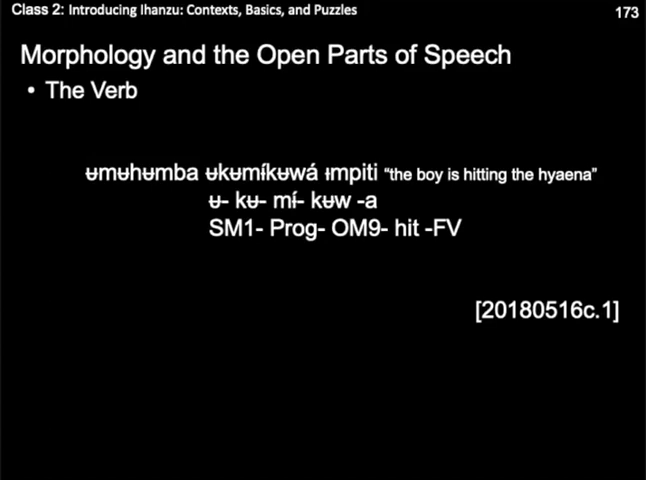 Class 2: Introducing Ihanzu: Contexts, Basics, and Puzzles
173
Morphology and the Open Parts of Speech
• The Verb
ʉmʉhʉmba ʉkʉmíkʉwá ɪmpiti “the boy is hitting the hyaena”
ʉ- kʉ- mí- kʉw -a
SM1- Prog- OM9- hit -FV
[20180516c.1]